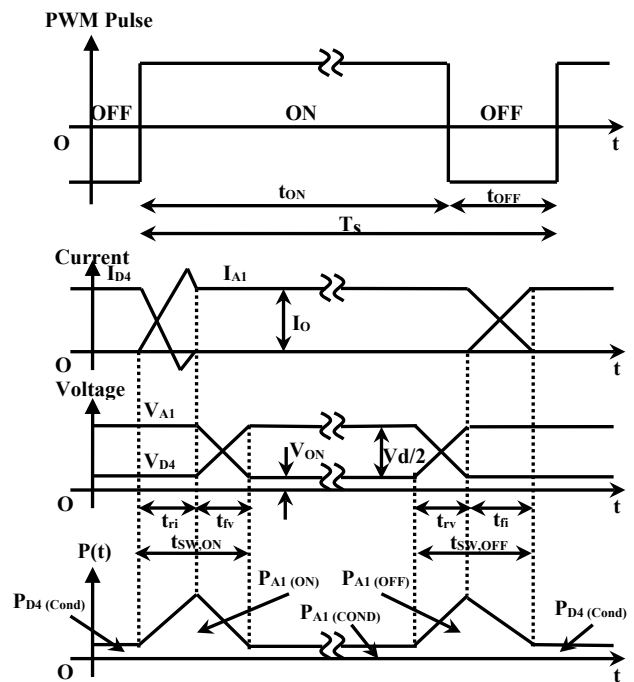 PWM Pulse
OFF ON OFF
O t
tON tOFF
Ts
Current
ID4 IA1
IO
O t
Voltage
VA1
VD4 VON Vd/2
O t
tri tfv trv tfi
tSW,ON tSW,OFF
P(t)
PD4 (Cond) PA1 (ON) PA1 (COND) PA1 (OFF) PD4 (Cond)
O t